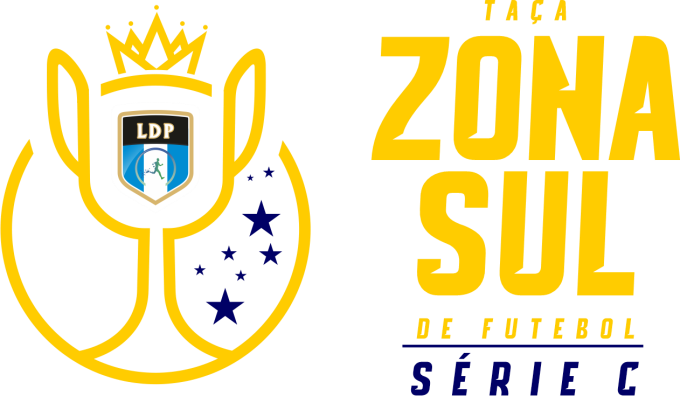 LDP
TAÇA
ZONA
SUL
DE FUTEBOL
SÉRIE C